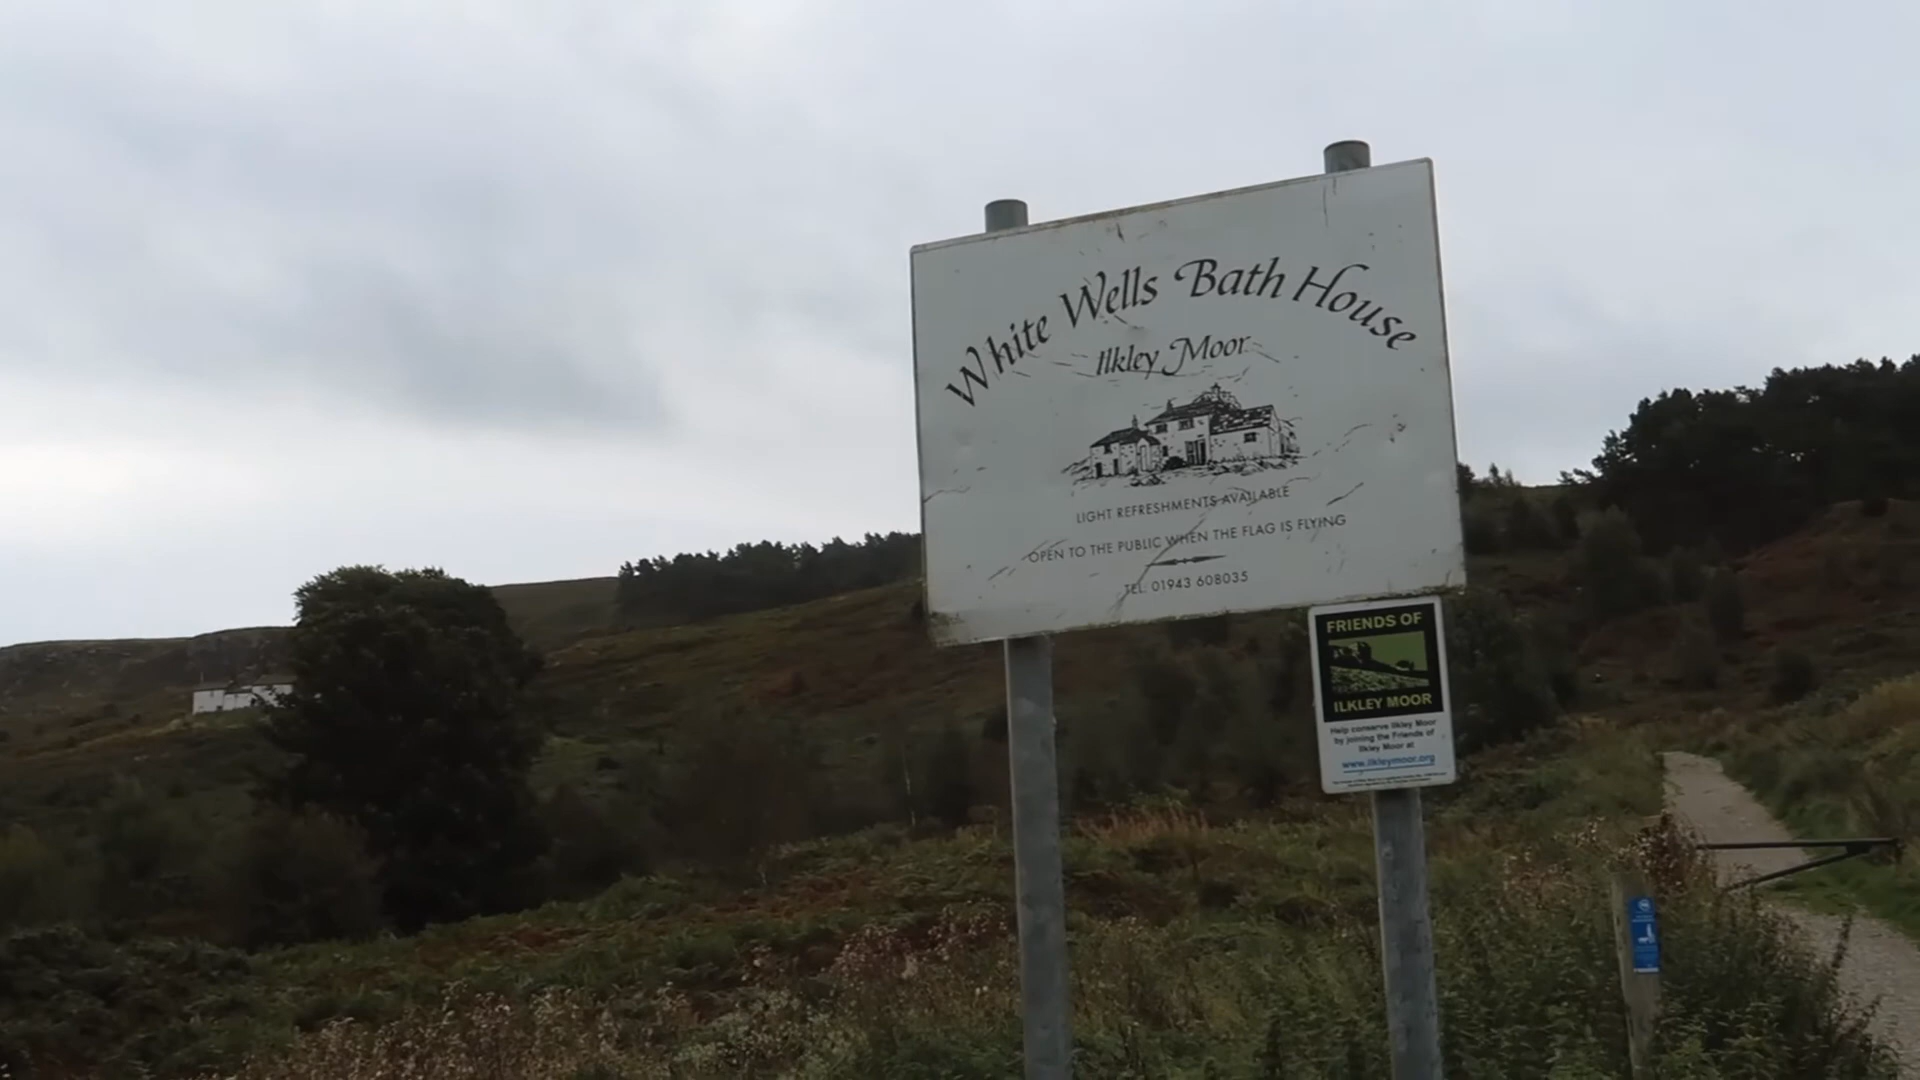 White Wells Bath House
Ilkley Moor
LIGHT REFRESHMENTS AVAILABLE
OPEN TO THE PUBLIC WHEN THE FLAG IS FLYING
TEL: 01943 608035
FRIENDS OF
ILKLEY MOOR
Help conserve Ilkley Moor
by joining the Friends of
Ilkley Moor at
www.ilkleymoor.org